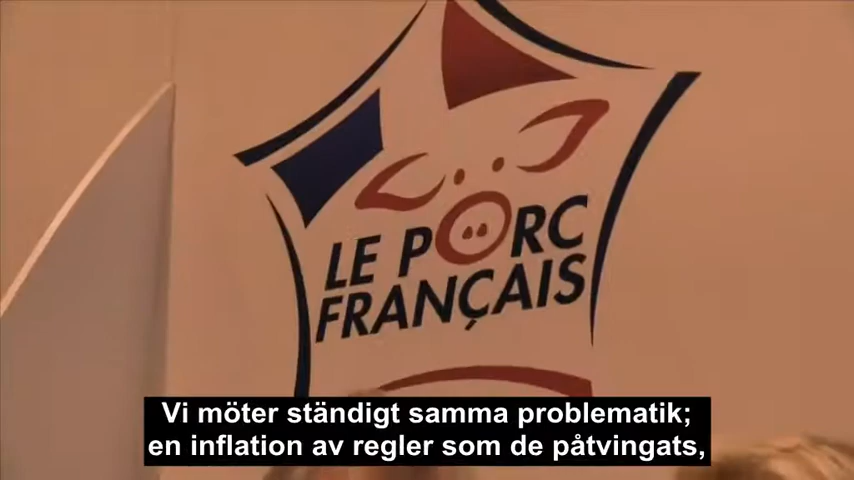 LE PORC
FRANÇAIS
Vi möter ständigt samma problematik;
en inflation av regler som de påtvingats,